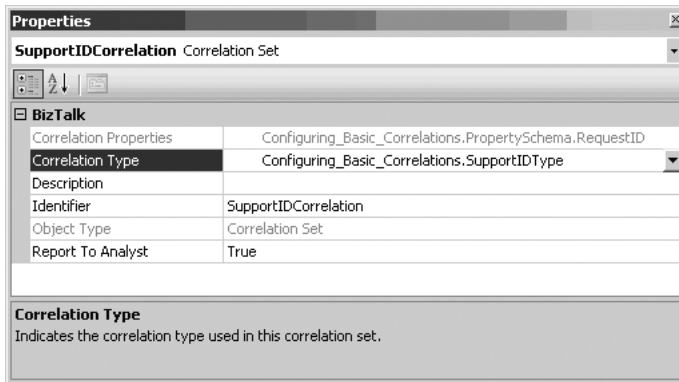 Properties
SupportIDCorrelation Correlation Set
BizTalk
Correlation Properties Configuring_Basic_Correlations.PropertySchema.RequestID
Correlation Type Configuring_Basic_Correlations.SupportIDType
Description
Identifier SupportIDCorrelation
Object Type Correlation Set
Report To Analyst True
Correlation Type
Indicates the correlation type used in this correlation set.